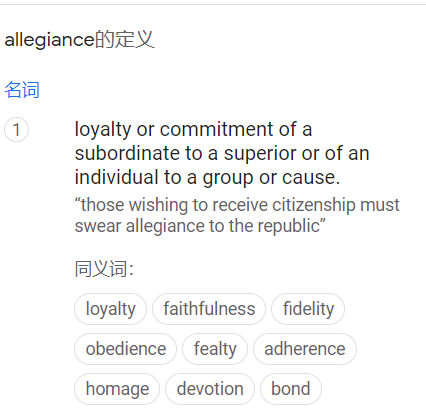 allegiance的定义
名词
1
loyalty or commitment of a
subordinate to a superior or of an
individual to a group or cause.
“those wishing to receive citizenship must
swear allegiance to the republic”
同义词：
loyalty faithfulness fidelity
obedience fealty adherence
homage devotion bond